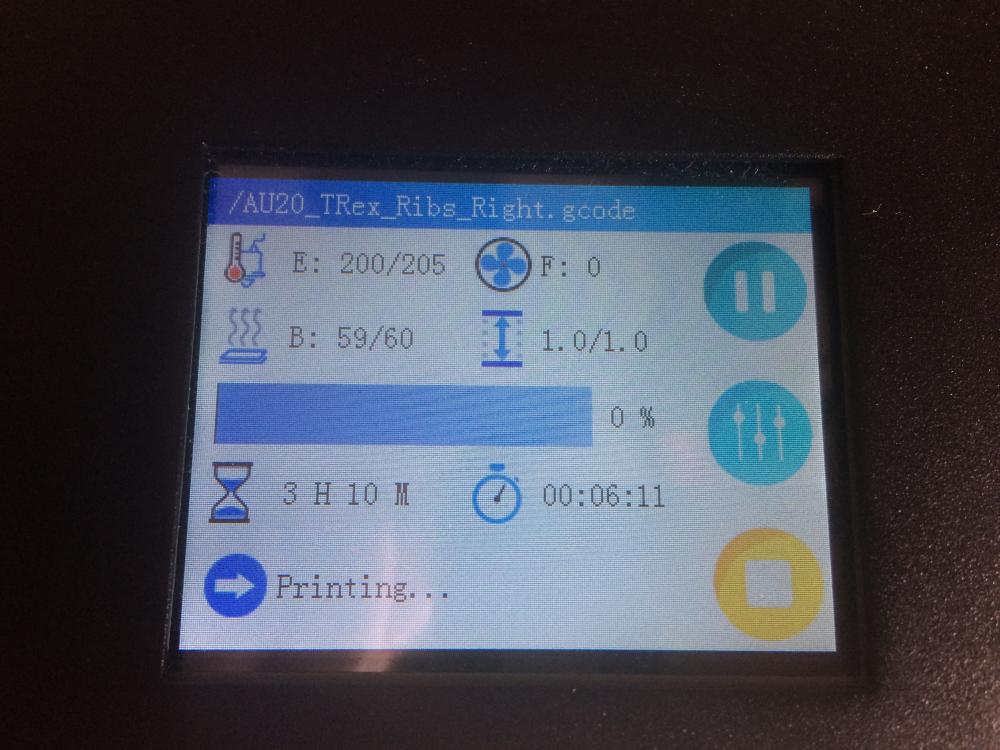 /AU20_TRex_Ribs_Right.gcode
E: 200/205 F: 0
B: 59/60 1.0/1.0
0 %
3 H 10 M 00:06:11
Printing...